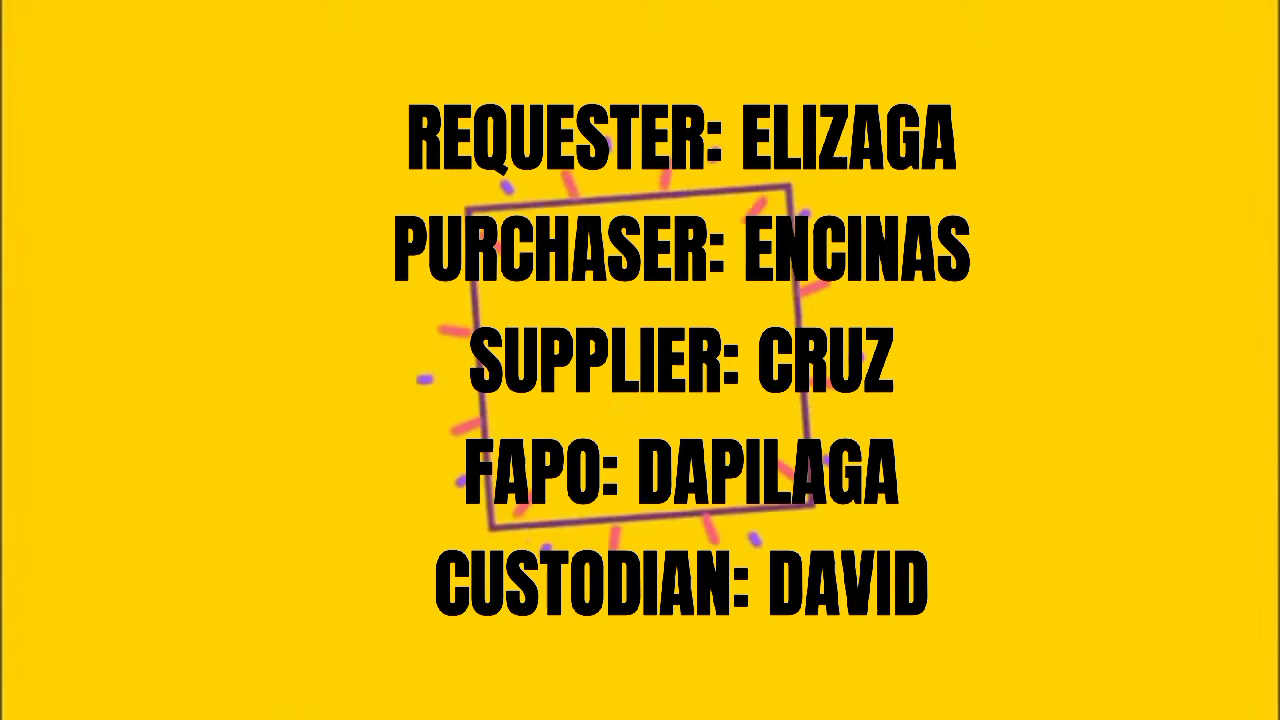 REQUESTER: ELIZAGA
PURCHASER: ENCINAS
SUPPLIER: CRUZ
FAPO: DAPILAGA
CUSTODIAN: DAVID